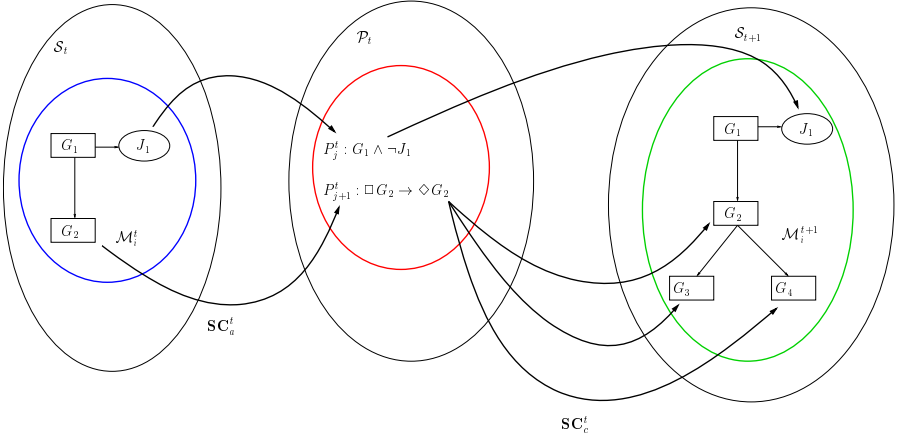 𝒮_t
G_1
J_1
G_2
ℳ_i^t
SC_a^t
𝒫_t
P_j^t : G_1 ∧ ¬J_1
P_{j+1}^t : □G_2 → ◇G_2
SC_c^t
𝒮_{t+1}
G_1
J_1
G_2
ℳ_i^{t+1}
G_3
G_4